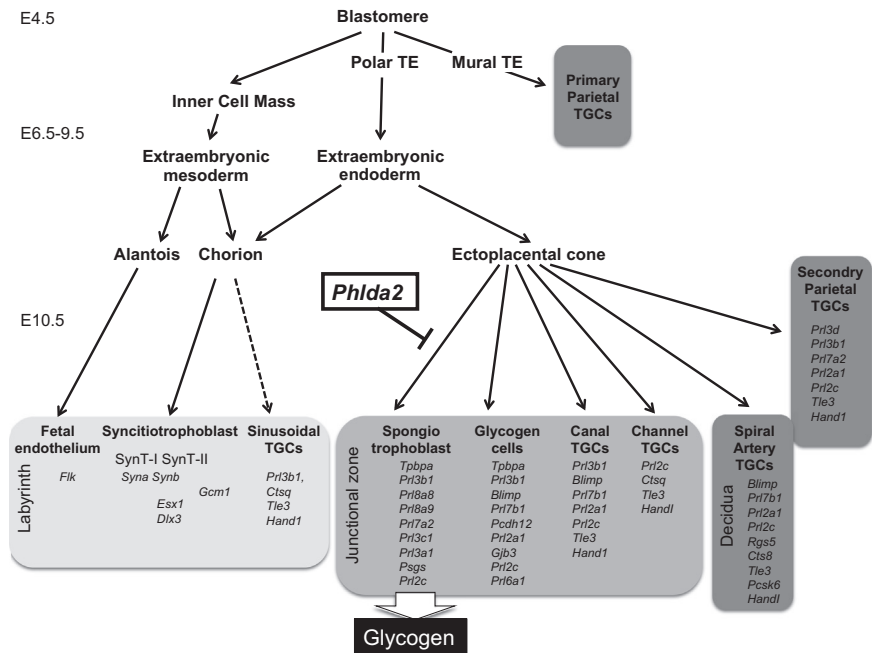 E4.5
Blastomere
Polar TE
Mural TE
Primary
Parietal
TGCs
Inner Cell Mass
E6.5-9.5
Extraembryonic
mesoderm
Extraembryonic
endoderm
Alantois
Chorion
Ectoplacental cone
Secondry
Parietal
TGCs
Prl3d
Prl3b1
Prl7a2
Prl2a1
Prl2c
Tle3
Hand1
Phlda2
E10.5
Labyrinth
Fetal
endothelium
Flk
Syncitiotrophoblast
SynT-I SynT-II
Syna Synb
Gcm1
Esx1
Dlx3
Sinusoidal
TGCs
Prl3b1,
Ctsq
Tle3
Hand1
Junctional zone
Spongio
trophoblast
Tpbpa
Prl3b1
Prl8a8
Prl8a9
Prl7a2
Prl3c1
Prl3a1
Psgs
Prl2c
Glycogen
cells
Tpbpa
Prl3b1
Blimp
Prl7b1
Pcdh12
Prl2a1
Gjb3
Prl2c
Prl6a1
Canal
TGCs
Prl3b1
Blimp
Prl7b1
Prl2a1
Prl2c
Tle3
Hand1
Channel
TGCs
Prl2c
Ctsq
Tle3
HandI
Decidua
Spiral
Artery
TGCs
Blimp
Prl7b1
Prl2a1
Prl2c
Rgs5
Cts8
Tle3
Pcsk6
HandI
Glycogen